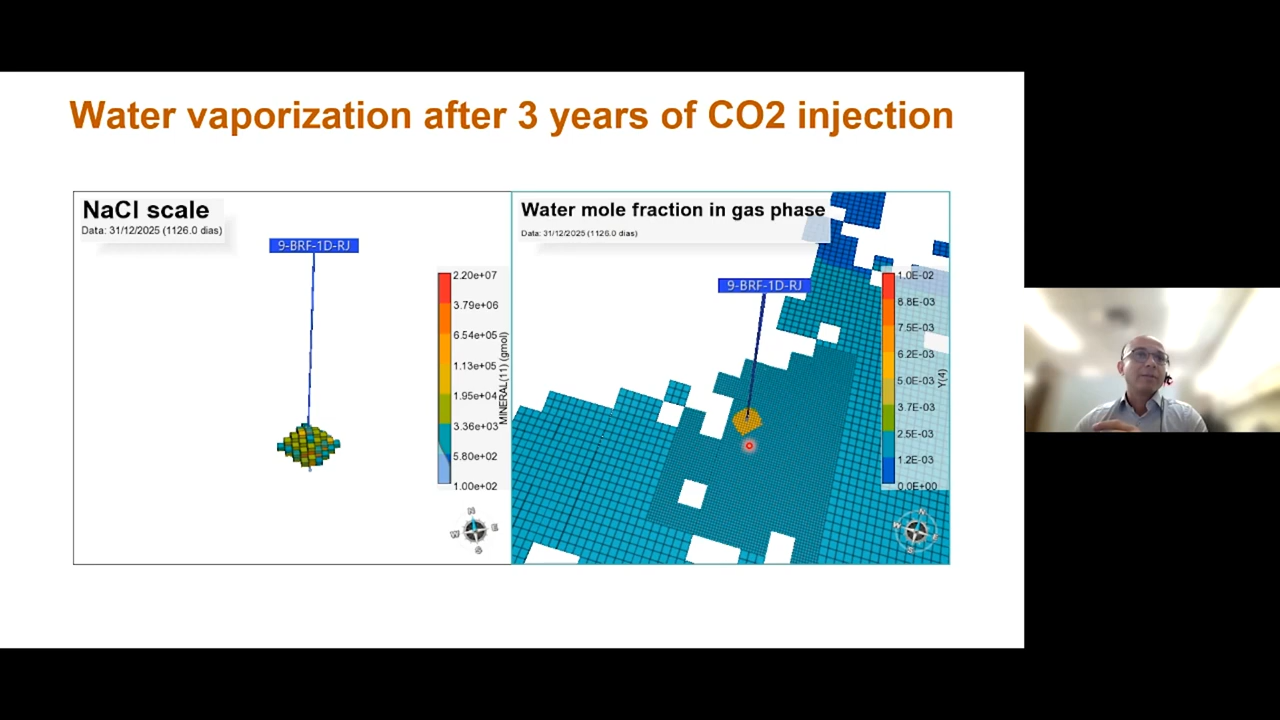 Water vaporization after 3 years of CO2 injection
NaCl scale
Data: 31/12/2025 (1126.0 dias)
9-BRF-1D-RJ
2.20e+07
3.79e+06
6.54e+05
1.13e+05
1.95e+04
3.36e+03
5.80e+02
1.00e+02
MINERAL(11) (gmol)
N
W
E
S
Water mole fraction in gas phase
Data: 31/12/2025 (1126.0 dias)
9-BRF-1D-RJ
1.0E-02
8.8E-03
7.5E-03
6.2E-03
5.0E-03
3.7E-03
2.5E-03
1.2E-03
0.0E+00
Y(4)
N
W
E
S